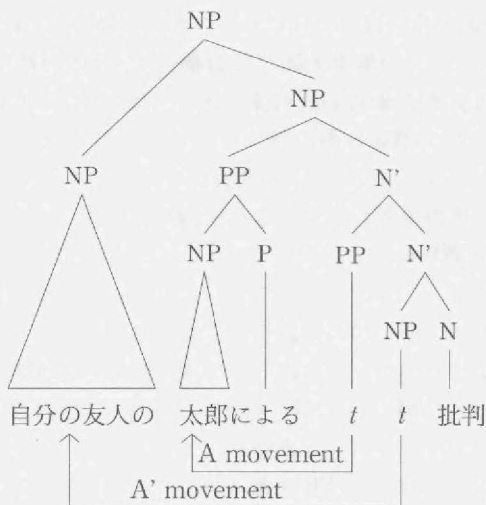 NP
NP
NP PP N'
NP P PP N'
NP N
自分の友人の 太郎による t t 批判
A movement
A' movement